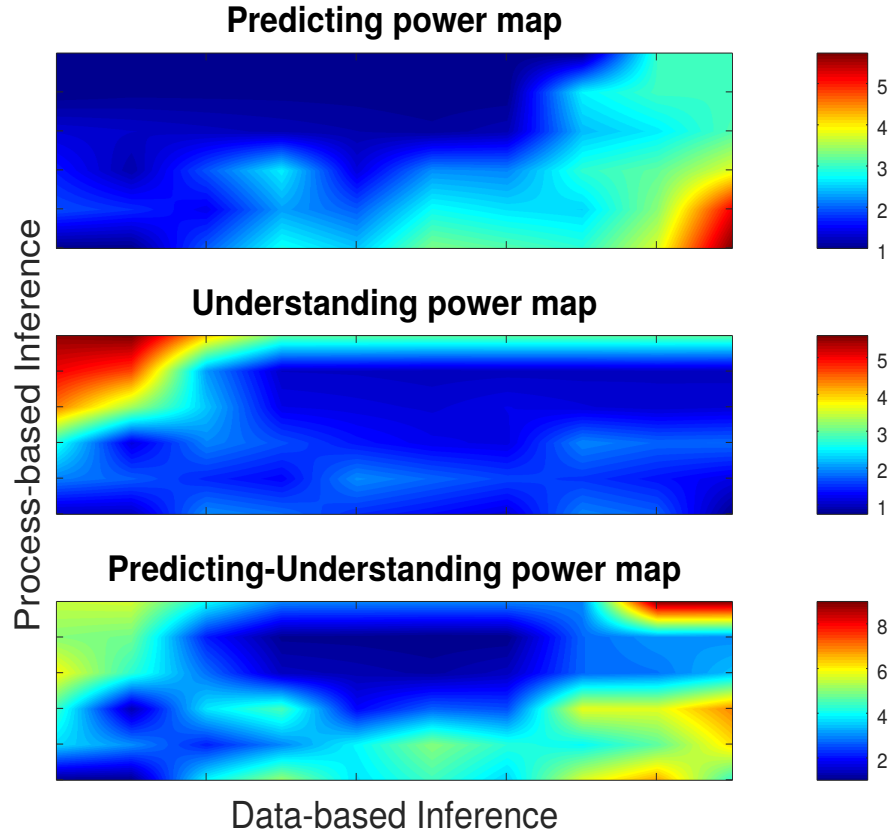 Predicting power map
5
4
3
2
1
Understanding power map
5
4
3
2
1
Predicting-Understanding power map
8
6
4
2
Process-based Inference
Data-based Inference